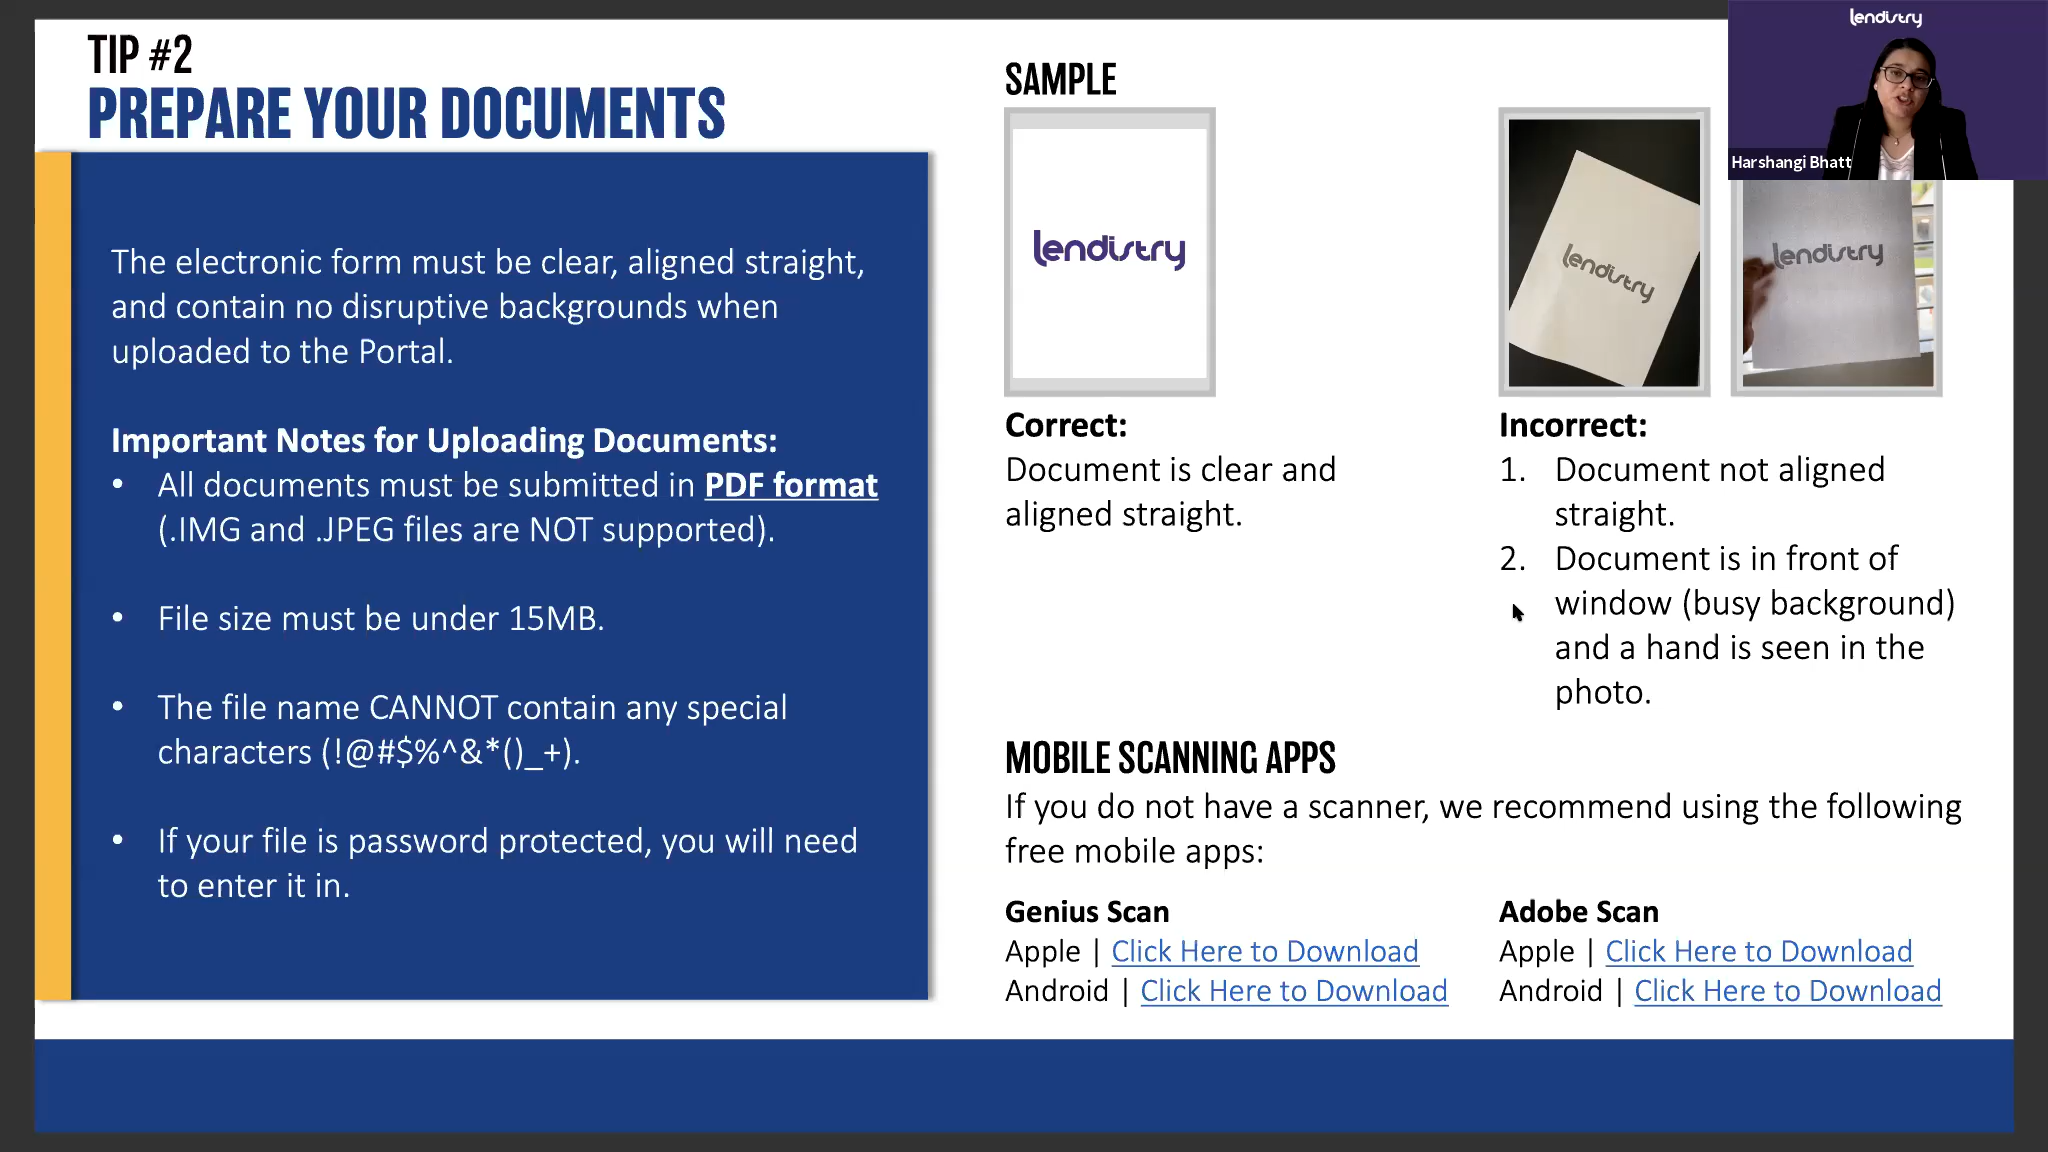 TIP #2
PREPARE YOUR DOCUMENTS
The electronic form must be clear, aligned straight,
and contain no disruptive backgrounds when
uploaded to the Portal.
Important Notes for Uploading Documents:
• All documents must be submitted in PDF format
(.IMG and .JPEG files are NOT supported).
• File size must be under 15MB.
• The file name CANNOT contain any special
characters (!@#$%^&*()_+).
• If your file is password protected, you will need
to enter it in.
SAMPLE
lendistry
Correct:
Document is clear and
aligned straight.
lendistry
lendistry
Incorrect:
1. Document not aligned
straight.
2. Document is in front of
window (busy background)
and a hand is seen in the
photo.
MOBILE SCANNING APPS
If you do not have a scanner, we recommend using the following
free mobile apps:
Genius Scan
Apple | Click Here to Download
Android | Click Here to Download
Adobe Scan
Apple | Click Here to Download
Android | Click Here to Download
lendistry
Harshangi Bhatt